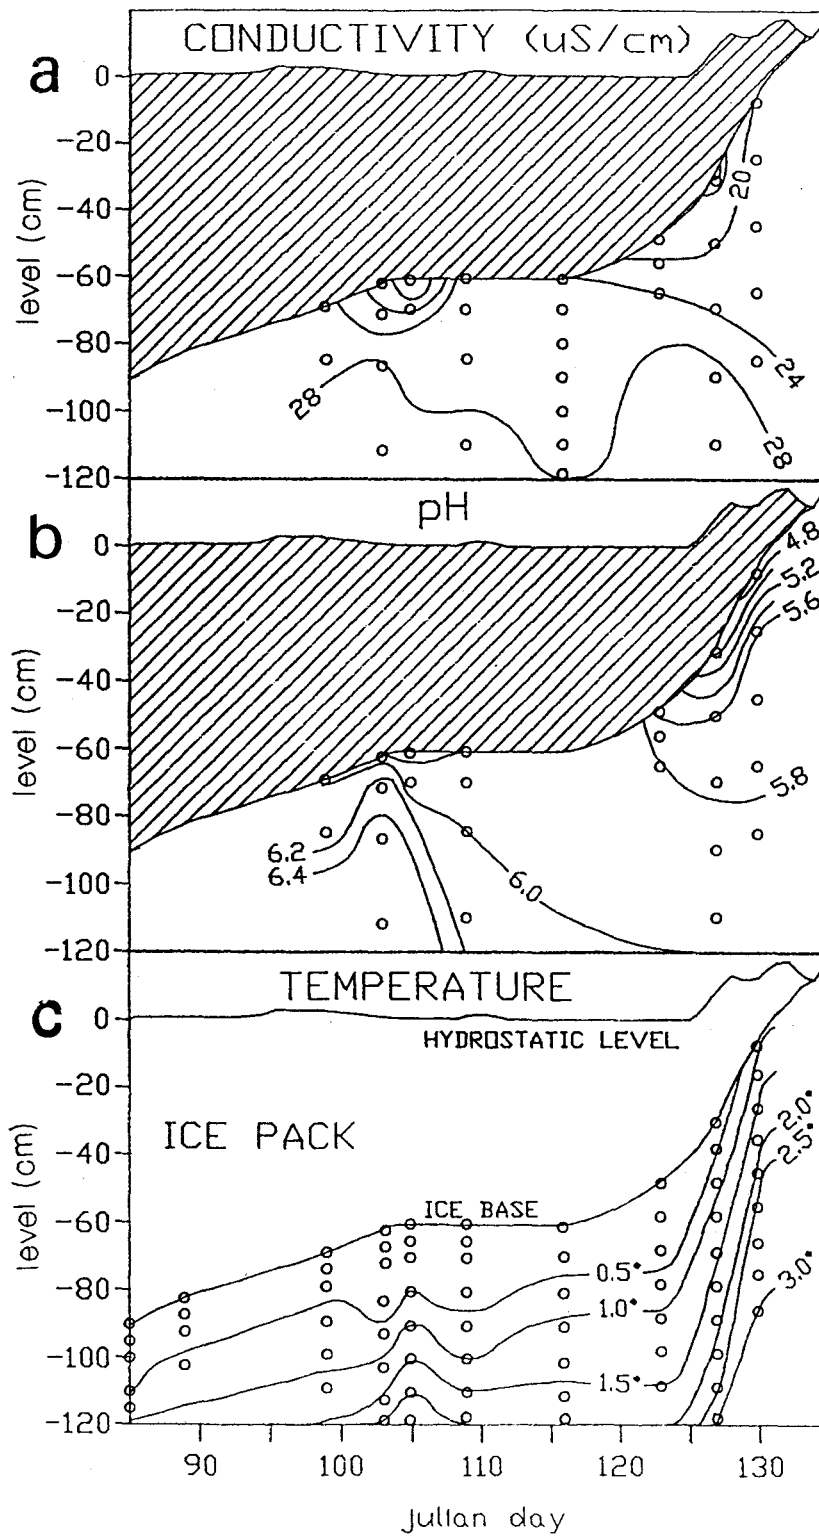 a
CONDUCTIVITY (uS/cm)
0
-20
-40
-60
-80
-100
-120
level (cm)
20
24
28
28
b
pH
0
-20
-40
-60
-80
-100
-120
level (cm)
4.8
5.2
5.6
5.8
6.0
6.2
6.4
c
TEMPERATURE
HYDROSTATIC LEVEL
ICE PACK
ICE BASE
0
-20
-40
-60
-80
-100
-120
level (cm)
0.5°
1.0°
1.5°
2.0°
2.5°
3.0°
90 100 110 120 130
Julian day